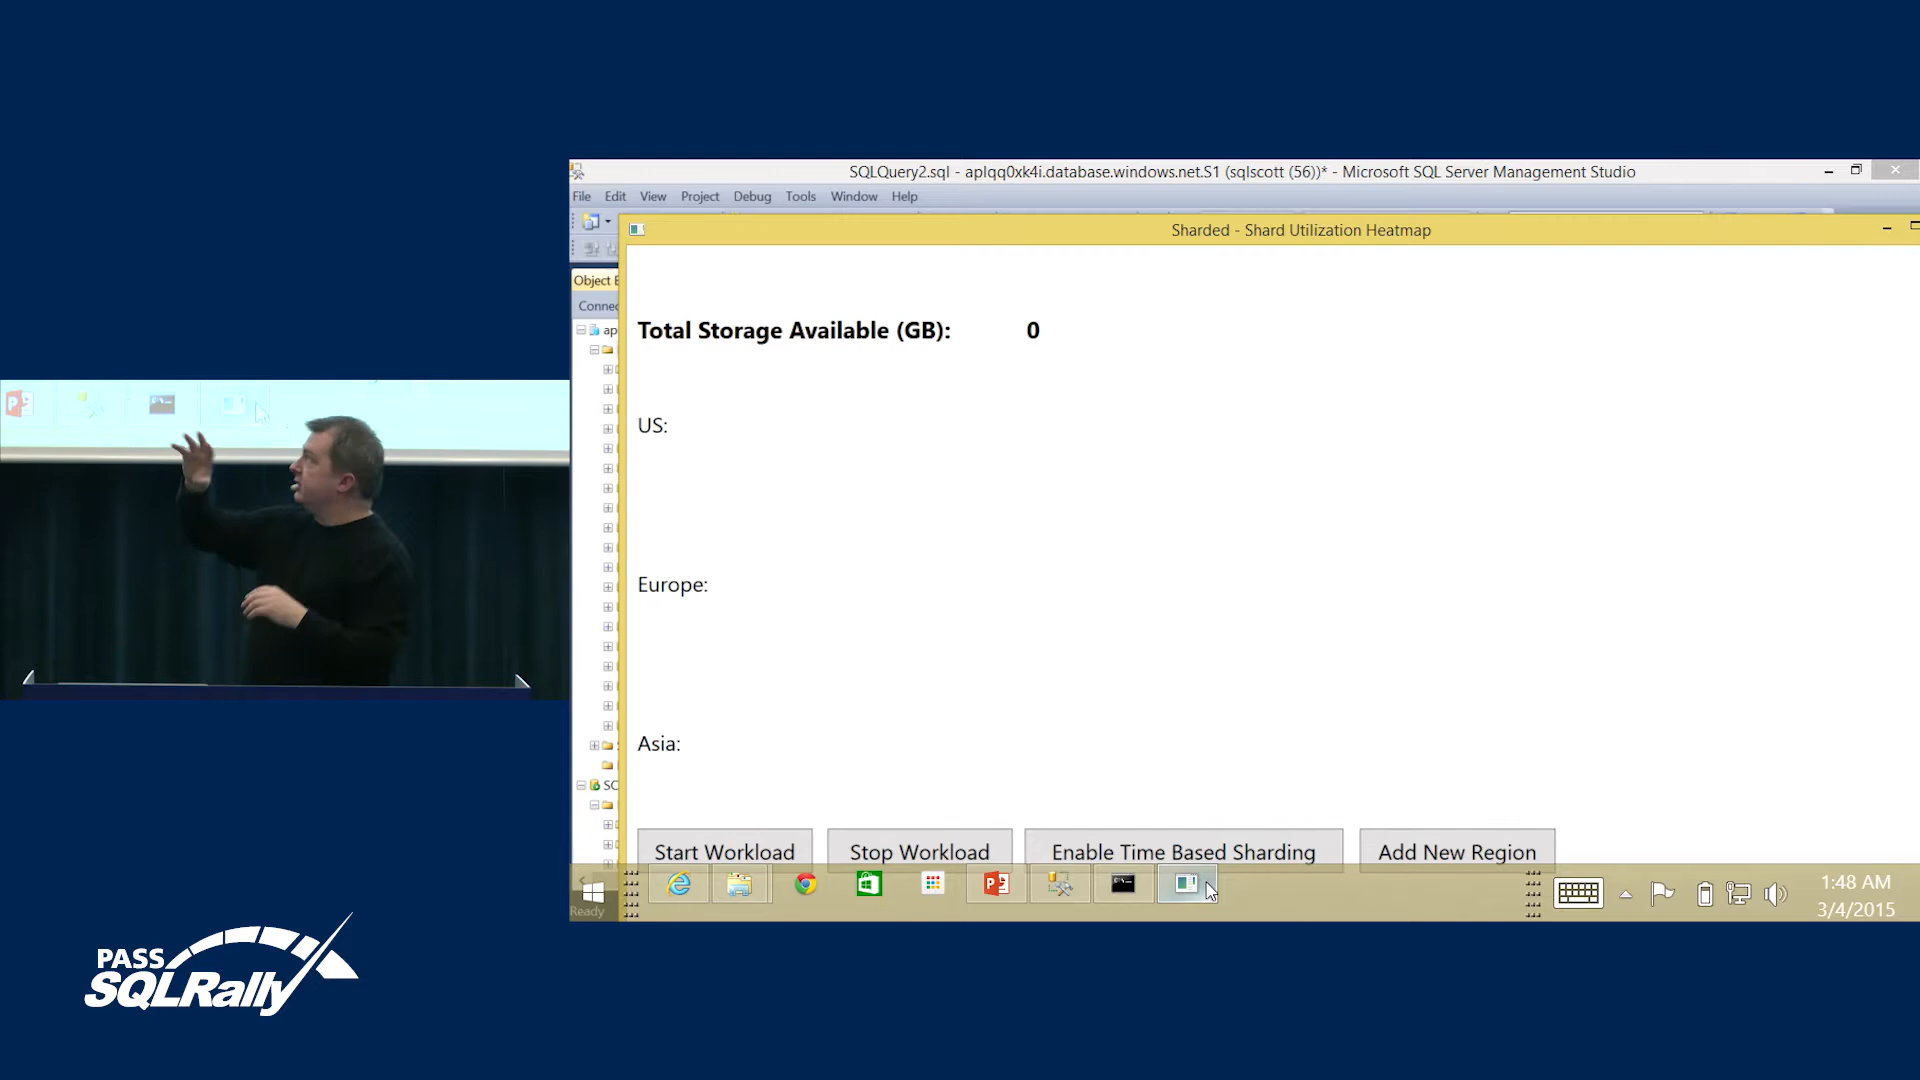 SQLQuery2.sql - aplqq0xk4i.database.windows.net.S1 (sqlscott (56))* - Microsoft SQL Server Management Studio
File Edit View Project Debug Tools Window Help
Sharded - Shard Utilization Heatmap
Object E
Connec
ap
Total Storage Available (GB): 0
US:
Europe:
Asia:
SC
Start Workload Stop Workload Enable Time Based Sharding Add New Region
Ready
1:48 AM
3/4/2015
PASS
SQLRally